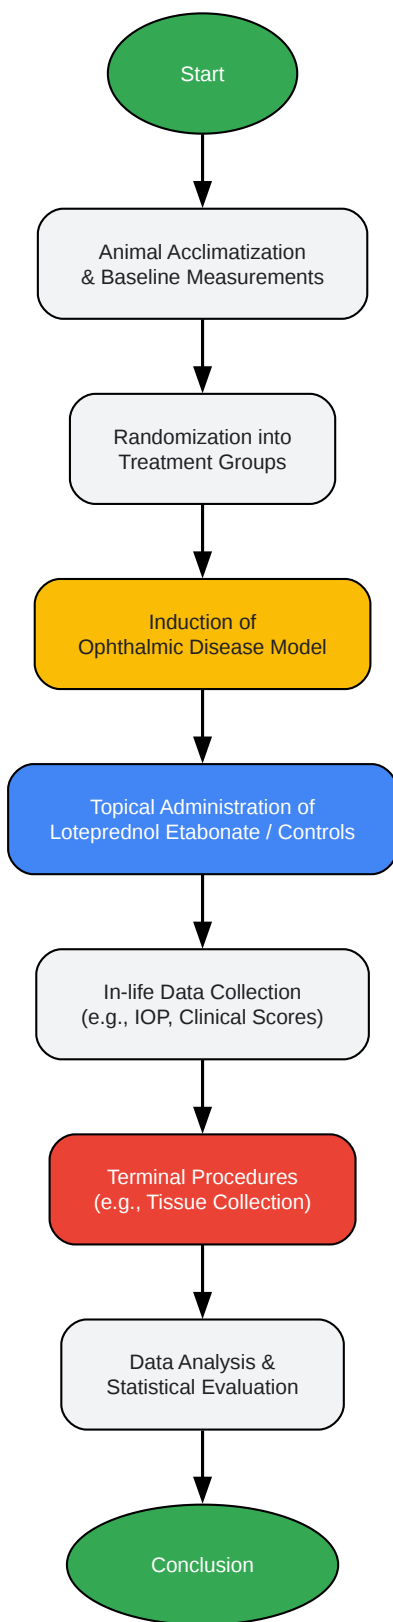 Start
Animal Acclimatization
& Baseline Measurements
Randomization into
Treatment Groups
Induction of
Ophthalmic Disease Model
Topical Administration of
Loteprednol Etabonate / Controls
In-life Data Collection
(e.g., IOP, Clinical Scores)
Terminal Procedures
(e.g., Tissue Collection)
Data Analysis &
Statistical Evaluation
Conclusion